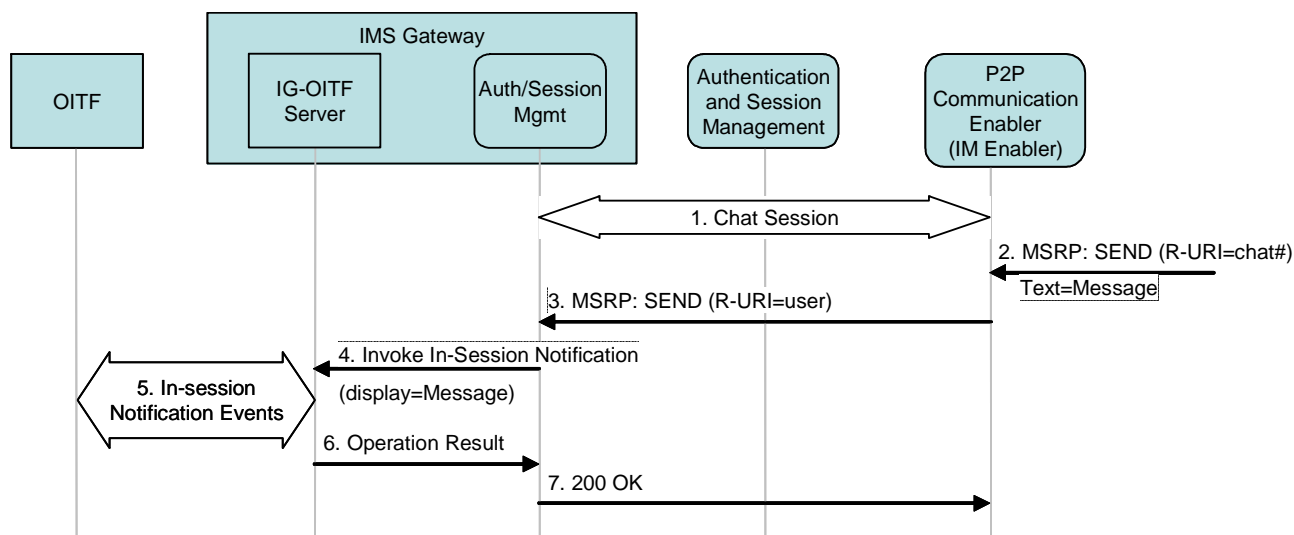 IMS Gateway
OITF
IG-OITF
Server
Auth/Session
Mgmt
Authentication
and Session
Management
P2P
Communication
Enabler
(IM Enabler)
1. Chat Session
2. MSRP: SEND (R-URI=chat#)
Text=Message
3. MSRP: SEND (R-URI=user)
4. Invoke In-Session Notification
(display=Message)
5. In-session
Notification Events
6. Operation Result
7. 200 OK